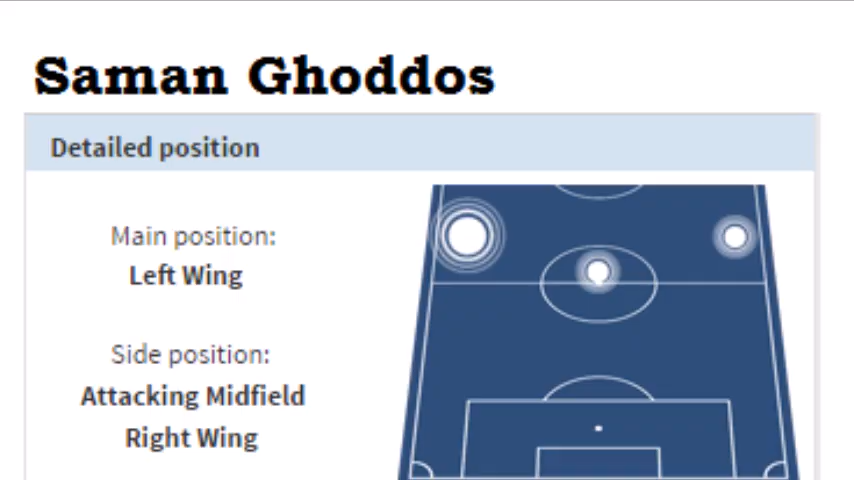 Saman Ghoddos
Detailed position
Main position:
Left Wing
Side position:
Attacking Midfield
Right Wing